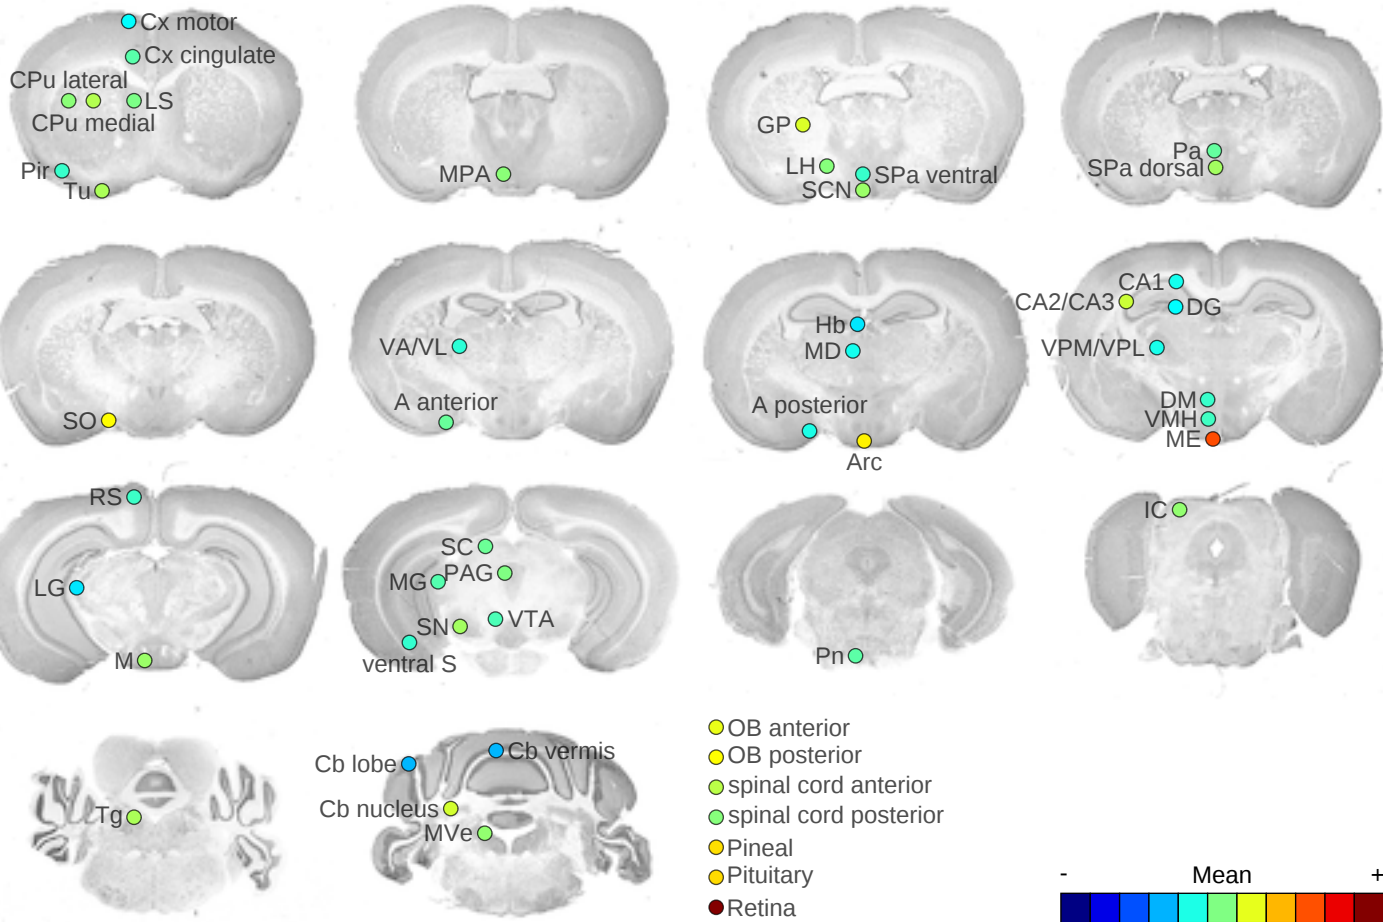 Cx motor
Cx cingulate
CPu lateral
LS
CPu medial
Pir
Tu
MPA
GP
LH
SPa ventral
SCN
Pa
SPa dorsal
SO
VA/VL
A anterior
Hb
MD
A posterior
Arc
CA1
CA2/CA3
DG
VPM/VPL
DM
VMH
ME
RS
LG
M
SC
MG
PAG
SN
VTA
ventral S
Pn
IC
Tg
Cb lobe
Cb vermis
Cb nucleus
MVe
OB anterior
OB posterior
spinal cord anterior
spinal cord posterior
Pineal
Pituitary
Retina
- Mean +